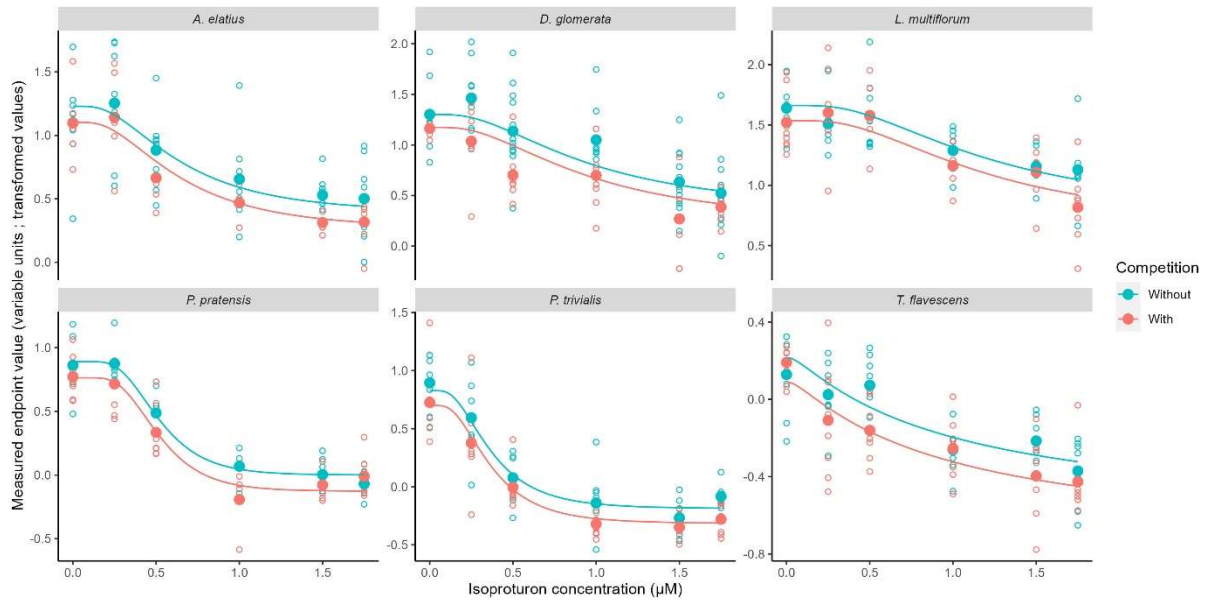 A. elatius
D. glomerata
L. multiflorum
1.5
1.0
0.5
0.0
2.0
1.5
1.0
0.5
0.0
2.0
1.5
1.0
0.5
P. pratensis
P. trivialis
T. flavescens
1.0
0.5
0.0
-0.5
1.5
1.0
0.5
0.0
-0.5
0.4
0.0
-0.4
-0.8
0.0 0.5 1.0 1.5
0.0 0.5 1.0 1.5
0.0 0.5 1.0 1.5
Isoproturon concentration (µM)
Measured endpoint value (variable units ; transformed values)
Competition
Without
With